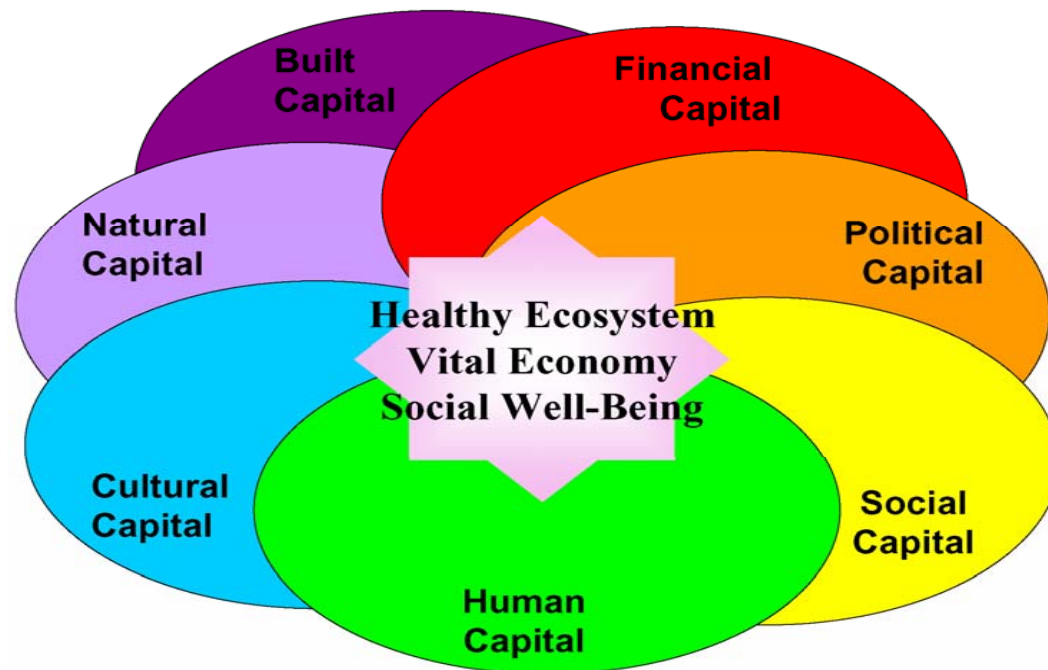 Built
Capital
Financial
Capital
Natural
Capital
Political
Capital
Healthy Ecosystem
Vital Economy
Social Well-Being
Cultural
Capital
Social
Capital
Human
Capital